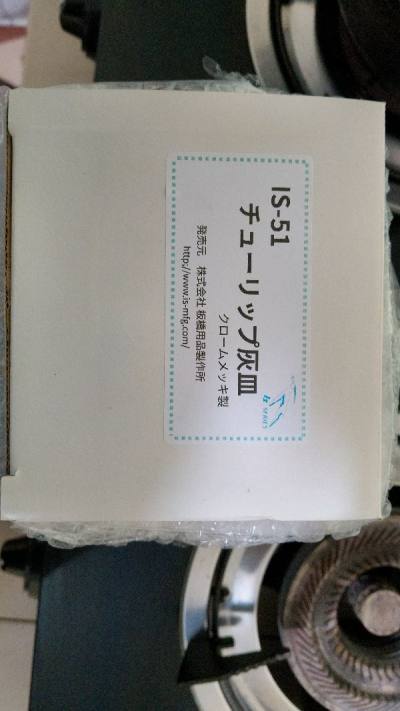 IS-51
チューリップ灰皿
クロームメッキ製
発売元 株式会社 板橋用品製作所
http://www.is-mfg.com/